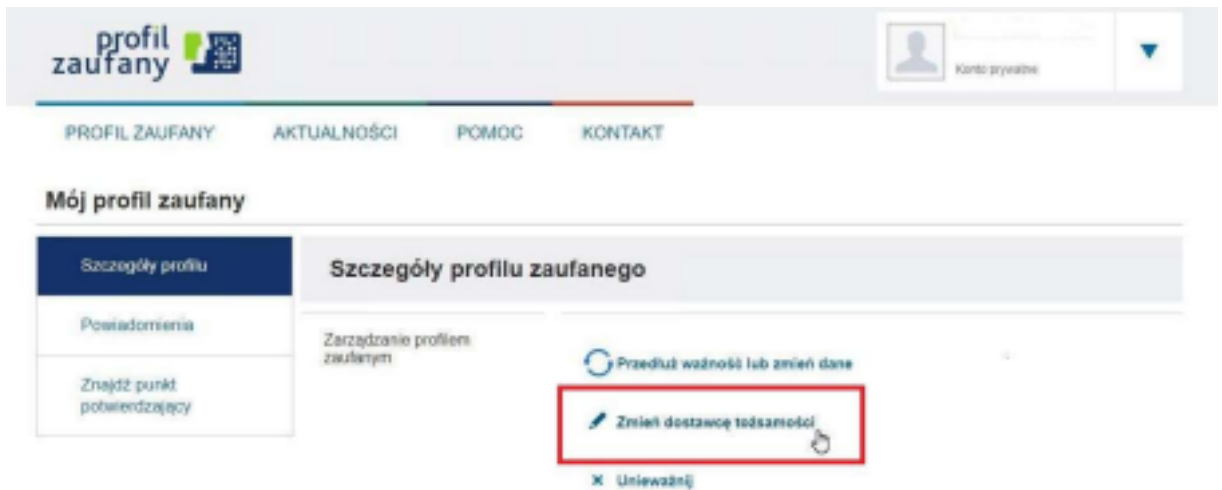 profil
zaufany
Konto prywatne
PROFIL ZAUFANY AKTUALNOŚCI POMOC KONTAKT
Mój profil zaufany
Szczegóły profilu
Powiadomienia
Znajdź punkt
potwierdzający
Szczegóły profilu zaufanego
Zarządzanie profilem
zaufanym
Przedłuż ważność lub zmień dane
Zmień dostawcę tożsamości
Unieważnij